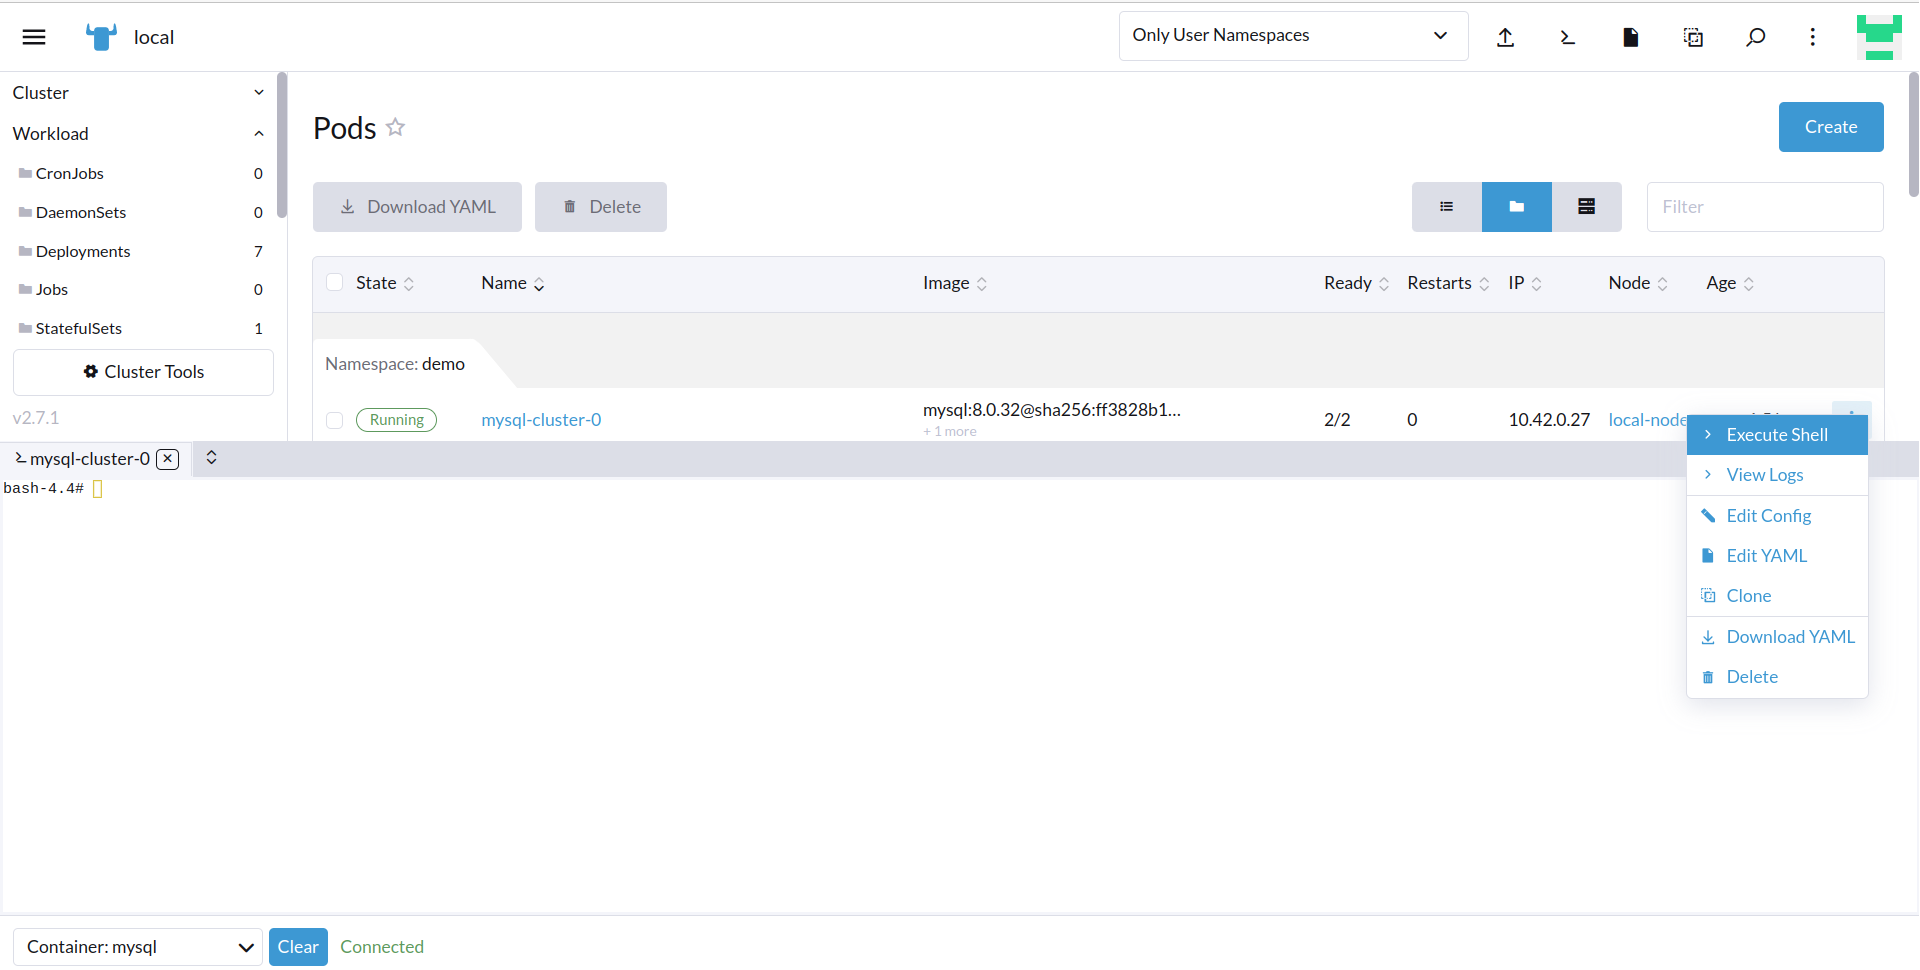 local
Only User Namespaces
Cluster
Workload
CronJobs 0
DaemonSets 0
Deployments 7
Jobs 0
StatefulSets 1
Cluster Tools
v2.7.1
Pods
Create
Download YAML
Delete
Filter
State Name Image Ready Restarts IP Node Age
Namespace: demo
Running mysql-cluster-0 mysql:8.0.32@sha256:ff3828b1... 2/2 0 10.42.0.27 local-node
+ 1 more
mysql-cluster-0
bash-4.4#
Execute Shell
View Logs
Edit Config
Edit YAML
Clone
Download YAML
Delete
Container: mysql
Clear
Connected